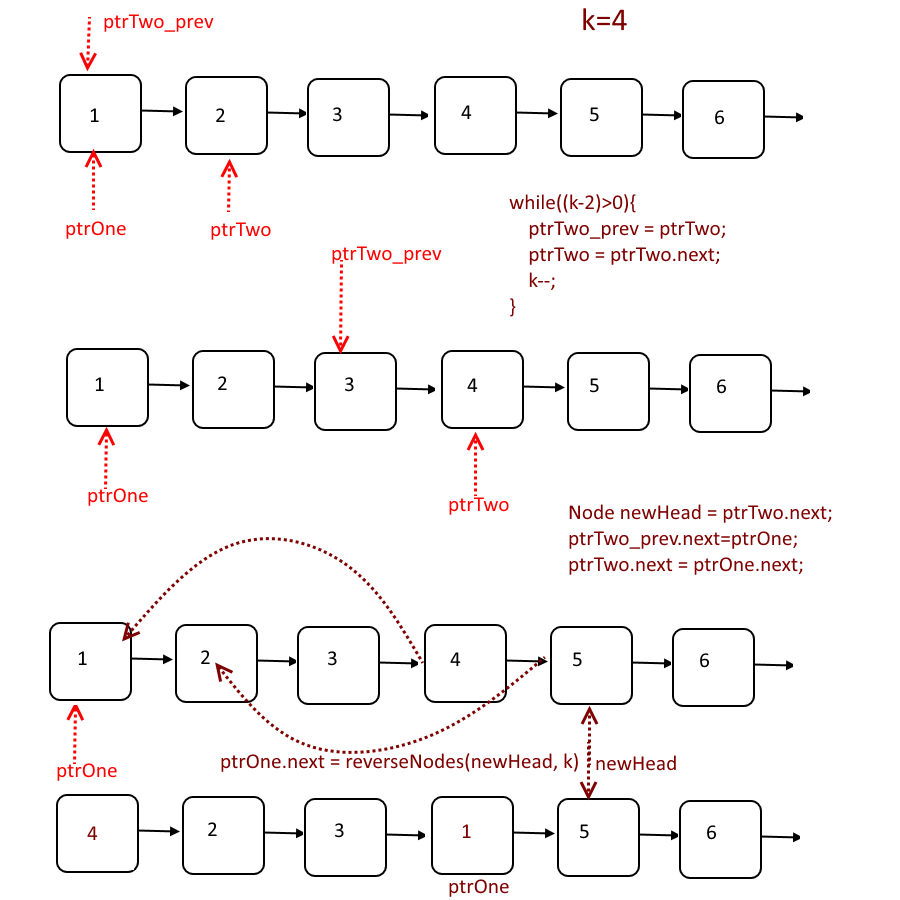 ptrTwo_prev
k=4
1 2 3 4 5 6
ptrOne
ptrTwo
while((k-2)>0{
ptrTwo_prev = ptrTwo;
ptrTwo = ptrTwo.next;
k--;
}
ptrTwo_prev
1 2 3 4 5 6
ptrOne
ptrTwo
Node newHead = ptrTwo.next;
ptrTwo_prev.next=ptrOne;
ptrTwo.next = ptrOne.next;
1 2 3 4 5 6
ptrOne
ptrOne.next = reverseNodes(newHead, k)
newHead
4 2 3 1 5 6
ptrOne